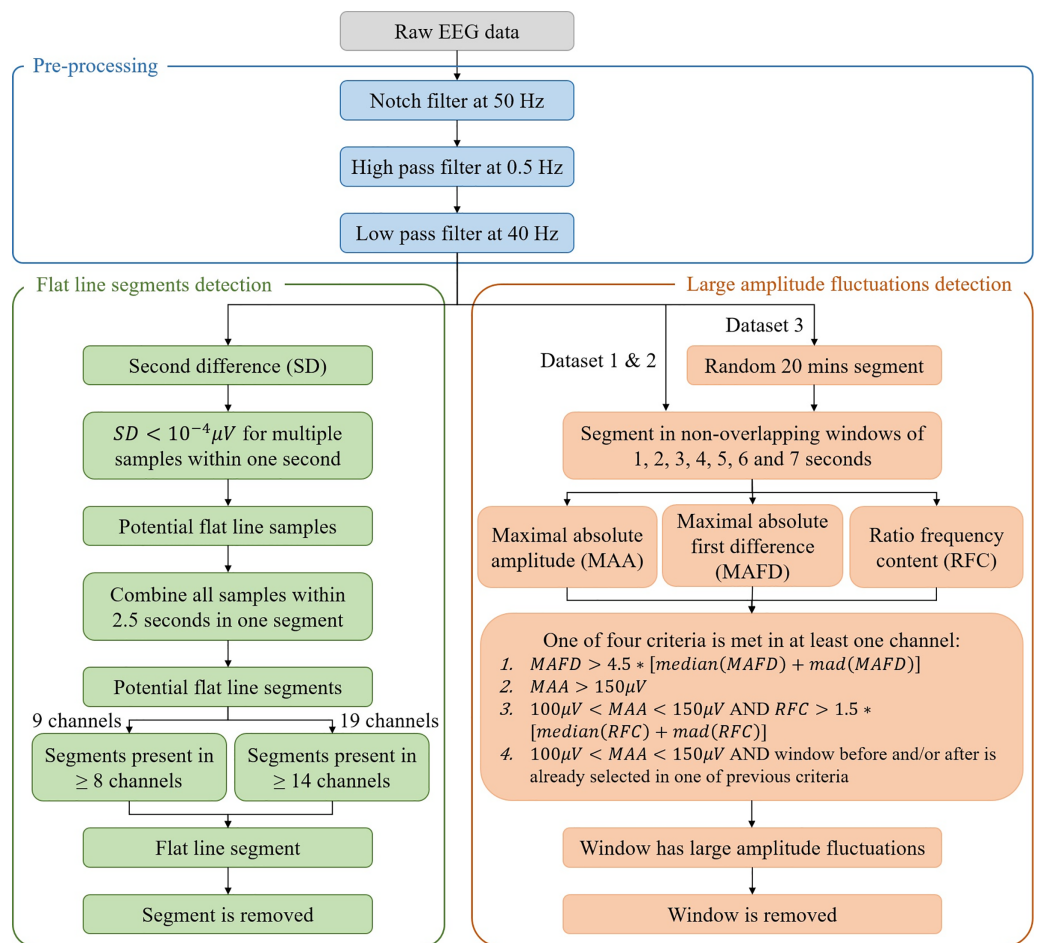 Raw EEG data
Pre-processing
Notch filter at 50 Hz
High pass filter at 0.5 Hz
Low pass filter at 40 Hz
Flat line segments detection
Second difference (SD)
SD < 10⁻⁴μV for multiple
samples within one second
Potential flat line samples
Combine all samples within
2.5 seconds in one segment
Potential flat line segments
9 channels
19 channels
Segments present in
≥ 8 channels
Segments present in
≥ 14 channels
Flat line segment
Segment is removed
Large amplitude fluctuations detection
Dataset 3
Dataset 1 & 2
Random 20 mins segment
Segment in non-overlapping windows of
1, 2, 3, 4, 5, 6 and 7 seconds
Maximal absolute
amplitude (MAA)
Maximal absolute
first difference
(MAFD)
Ratio frequency
content (RFC)
One of four criteria is met in at least one channel:
1. MAFD > 4.5 * [median(MAFD) + mad(MAFD)]
2. MAA > 150μV
3. 100μV < MAA < 150μV AND RFC > 1.5 *
[median(RFC) + mad(RFC)]
4. 100μV < MAA < 150μV AND window before and/or after is
already selected in one of previous criteria
Window has large amplitude fluctuations
Window is removed